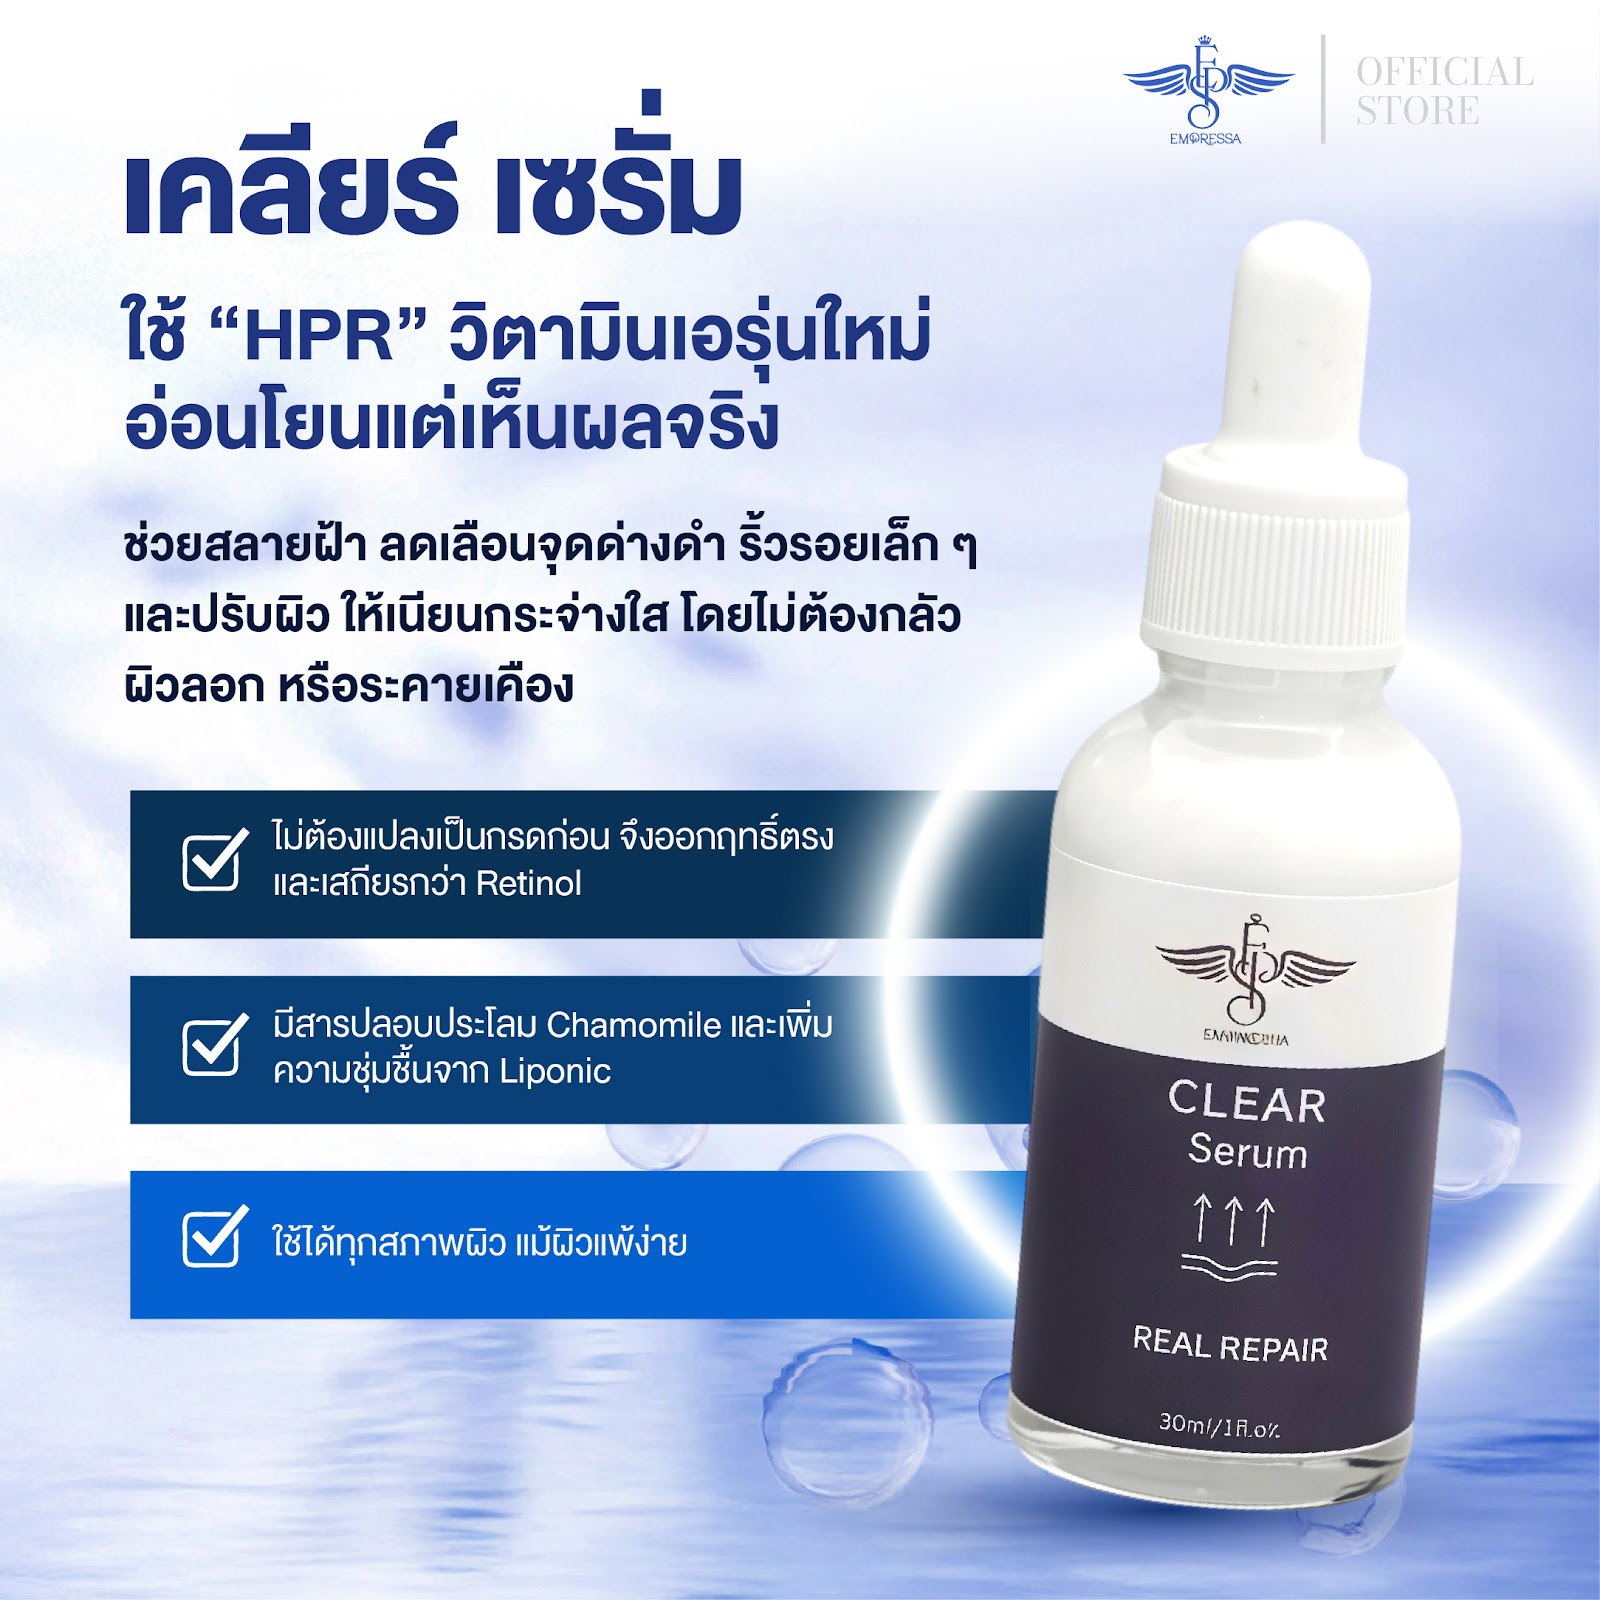 EMPRESSA
OFFICIAL
STORE
เคลียร์ เซรั่ม
ใช้ “HPR” วิตามินเอรุ่นใหม่
อ่อนโยนแต่เห็นผลจริง
ช่วยสลายฝ้า ลดเลือนจุดด่างดำ ริ้วรอยเล็ก ๆ
และปรับผิว ให้เนียนกระจ่างใส โดยไม่ต้องกลัว
ผิวลอก หรือระคายเคือง
ไม่ต้องแปลงเป็นกรดก่อน จึงออกฤทธิ์ตรง
และเสถียรกว่า Retinol
มีสารปลอบประโลม Chamomile และเพิ่ม
ความชุ่มชื้นจาก Liponic
ใช้ได้ทุกสภาพผิว แม้ผิวแพ้ง่าย
CLEAR
Serum
REAL REPAIR